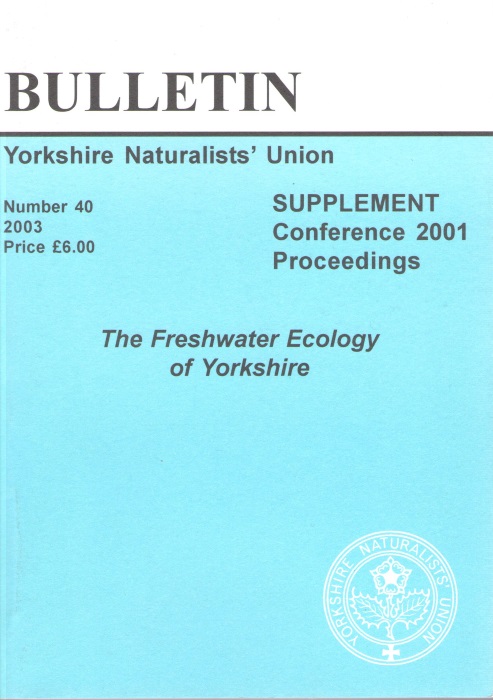 BULLETIN
Yorkshire Naturalists' Union
Number 40
2003
Price £6.00
SUPPLEMENT
Conference 2001
Proceedings
The Freshwater Ecology
of Yorkshire
YORKSHIRE NATURALISTS' UNION